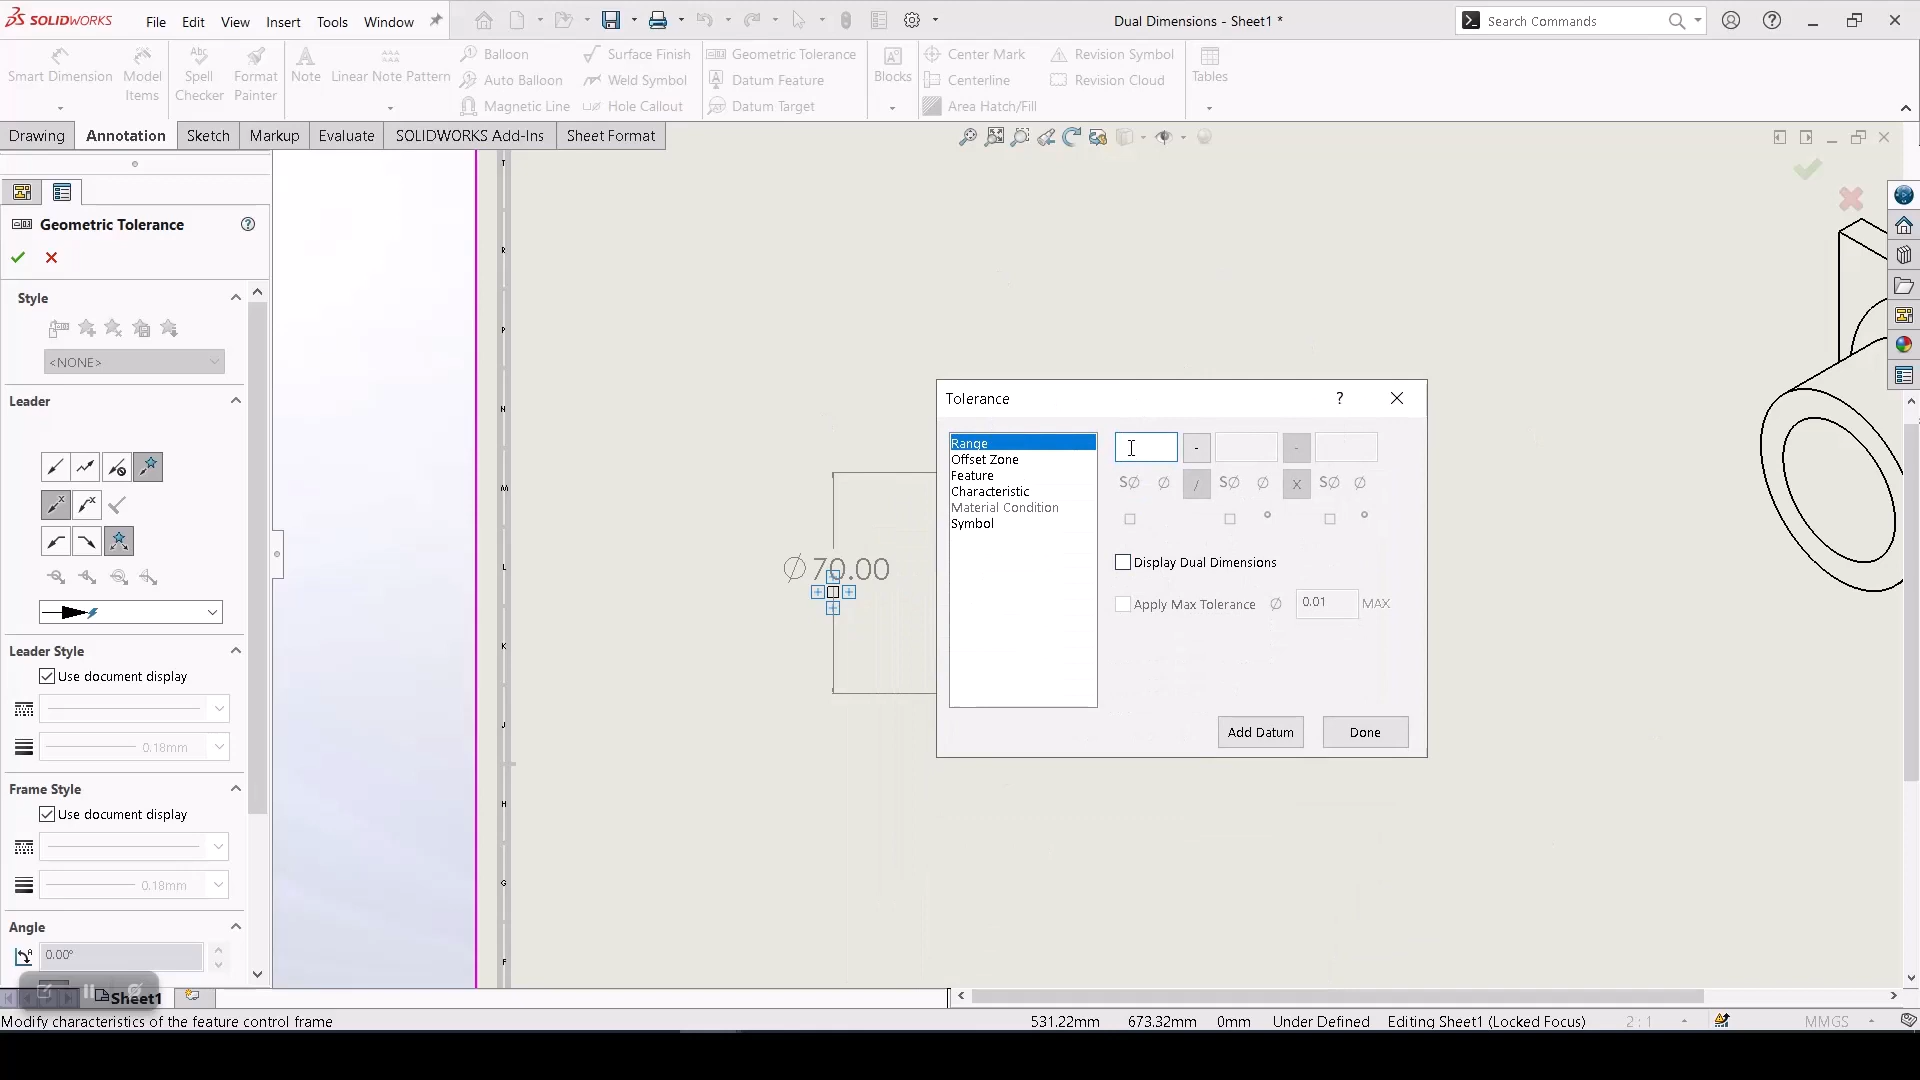 SOLIDWORKS File Edit View Insert Tools Window Dual Dimensions - Sheet1 * Search Commands
Smart Dimension
Model Items
Spell Checker
Format Painter
Note
Linear Note Pattern
Balloon
Auto Balloon
Magnetic Line
Surface Finish
Weld Symbol
Hole Callout
Geometric Tolerance
Datum Feature
Datum Target
Blocks
Center Mark
Centerline
Area Hatch/Fill
Revision Symbol
Revision Cloud
Tables
Drawing Annotation Sketch Markup Evaluate SOLIDWORKS Add-Ins Sheet Format
Geometric Tolerance
Style
<NONE>
Leader
Leader Style
Use document display
0.18mm
Frame Style
Use document display
0.18mm
Angle
0.00°
T
R
P
N
M
L
K
J
H
G
F
∅70.00
Tolerance ?
Range
Offset Zone
Feature
Characteristic
Material Condition
Symbol
- -
S∅ ∅ / S∅ ∅ X S∅ ∅
Display Dual Dimensions
Apply Max Tolerance ∅ 0.01 MAX
Add Datum Done
Sheet1
Modify characteristics of the feature control frame 531.22mm 673.32mm 0mm Under Defined Editing Sheet1 (Locked Focus) 2 : 1 MMGS